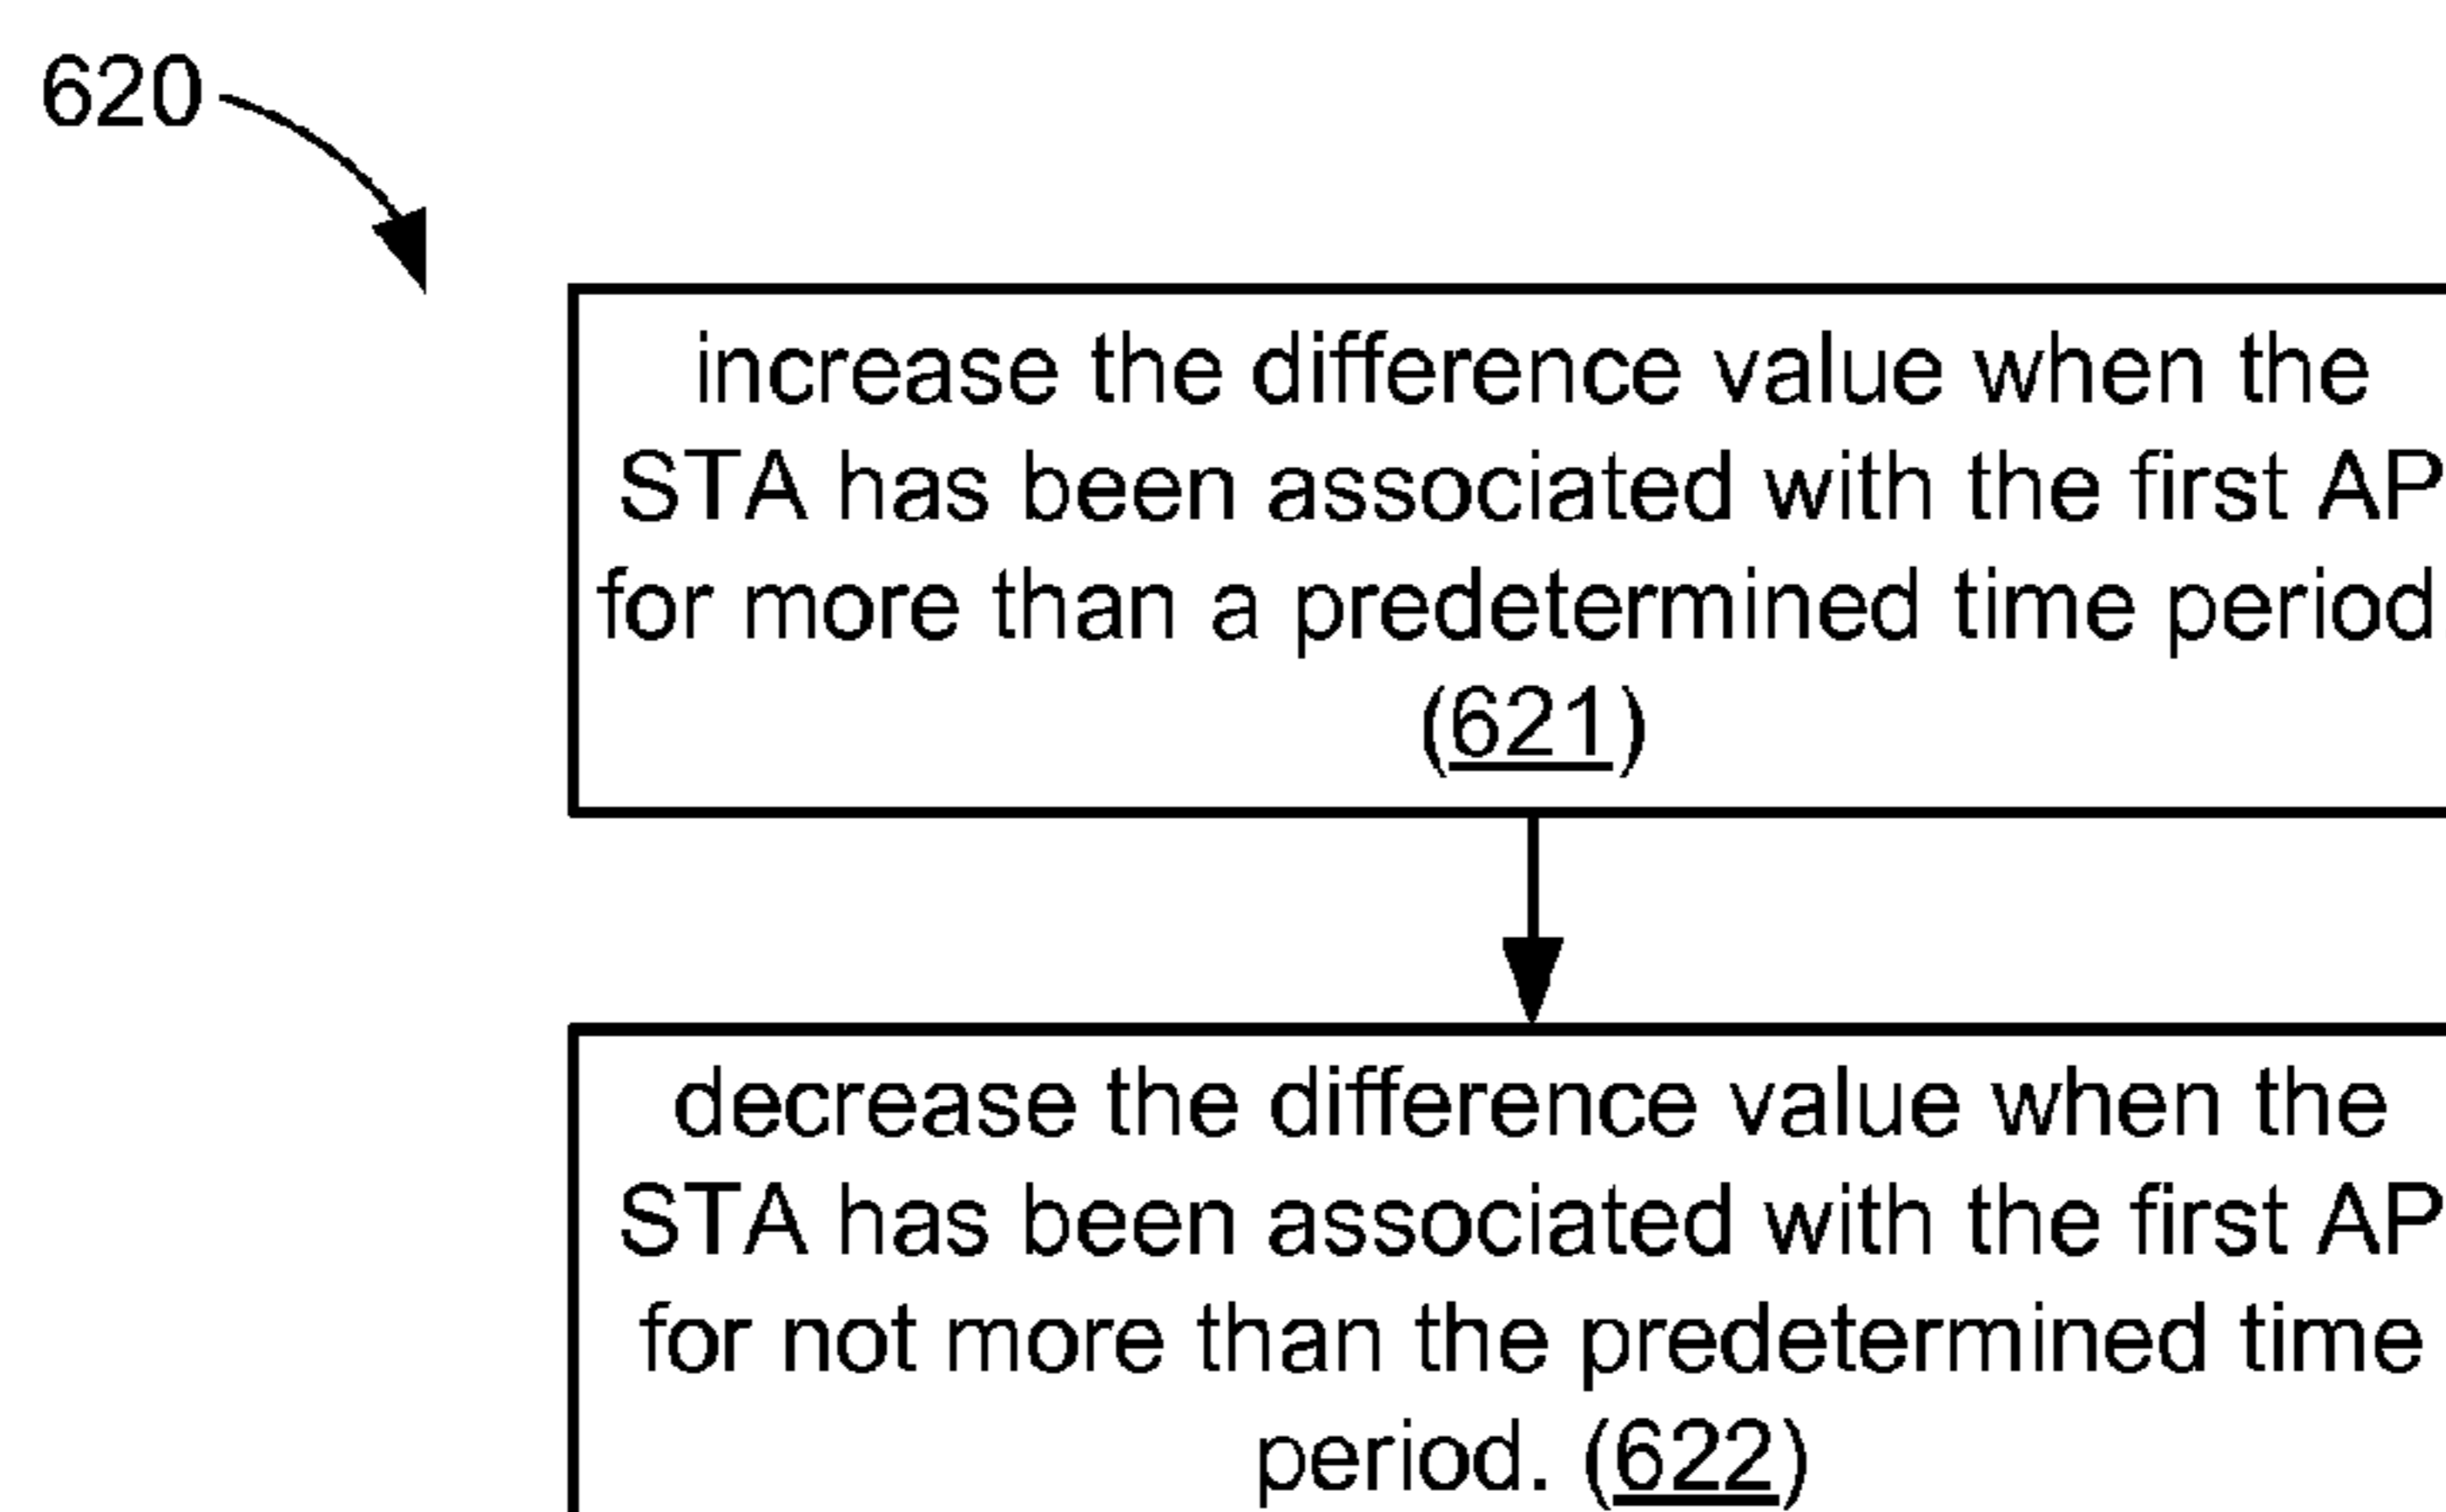 620
increase the difference value when the
STA has been associated with the first AP
for more than a predetermined time period.
(621)
decrease the difference value when the
STA has been associated with the first AP
for not more than the predetermined time
period. (622)